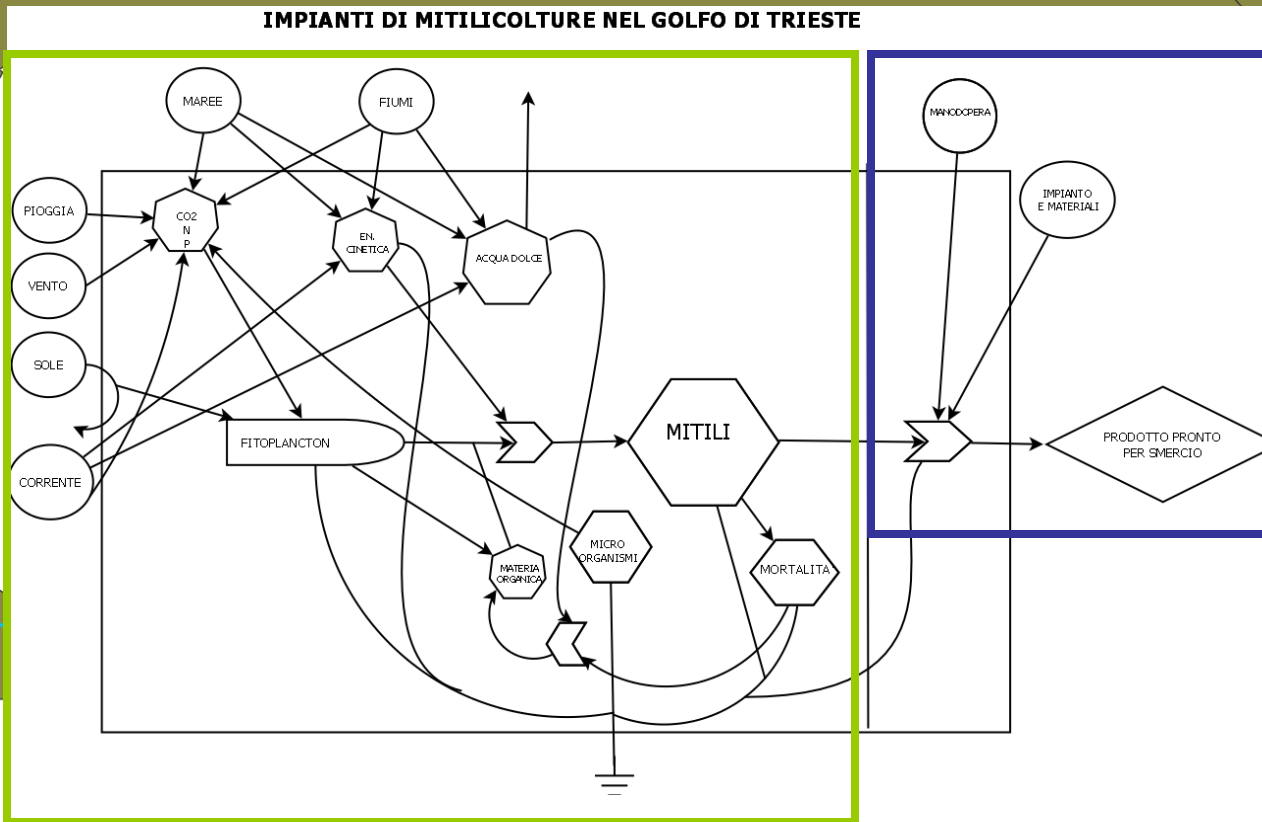 IMPIANTI DI MITILICOLTURE NEL GOLFO DI TRIESTE
MAREE
FIUMI
MANODOPERA
PIOGGIA
CO2
N
P
EN.
CINETICA
ACQUA DOLCE
IMPIANTO
E MATERIALI
VENTO
SOLE
FITOPLANCTON
MITILI
PRODOTTO PRONTO
PER SMERCIO
CORRENTE
MATERIA
ORGANICA
MICRO
ORGANISMI
MORTALITA